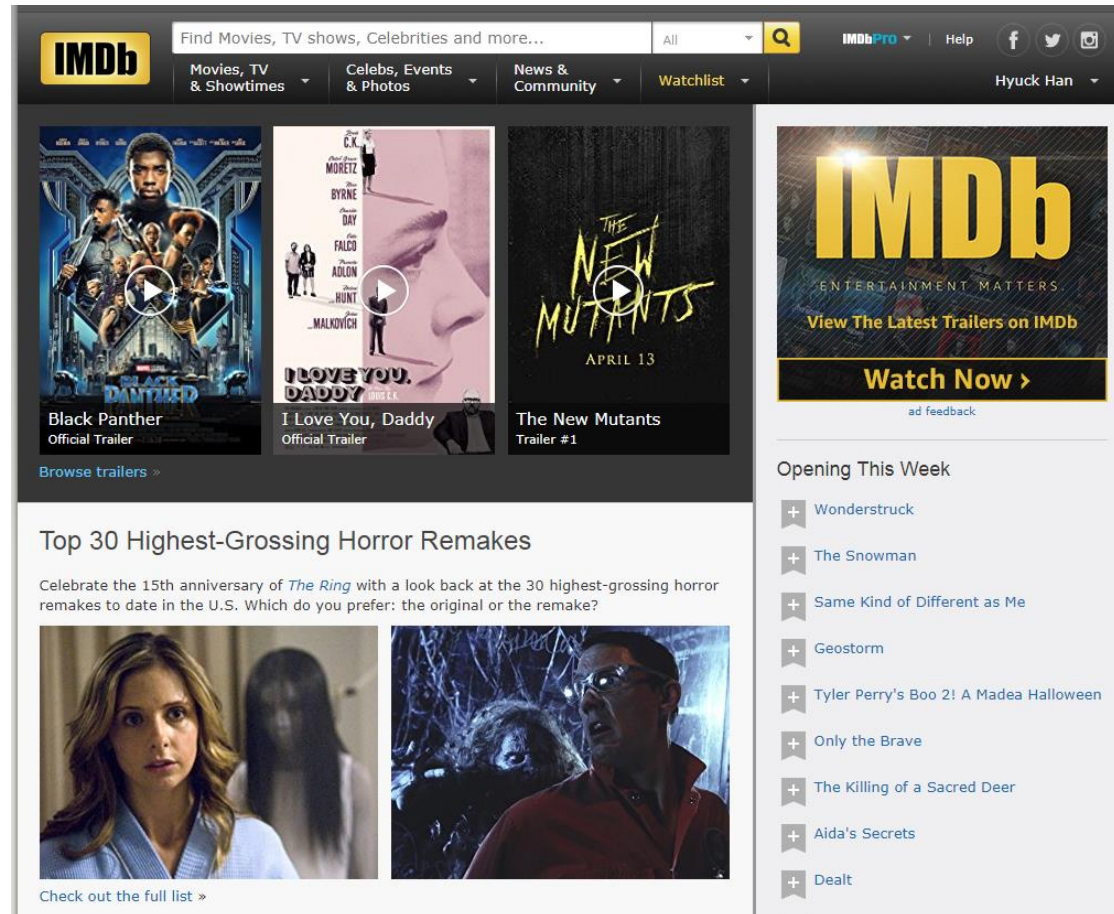 IMDb
Find Movies, TV shows, Celebrities and more...
All
IMDbPro
Help
Movies, TV
& Showtimes
Celebs, Events
& Photos
News &
Community
Watchlist
Hyuck Han
C.K.
MORETZ
BYRNE
DAY
FALCO
ADLON
HUNT
MALKOVICH
I LOVE YOU,
DADDY
BLACK
PANTHER
THE
NEW
MUTANTS
APRIL 13
Black Panther
Official Trailer
I Love You, Daddy
Official Trailer
The New Mutants
Trailer #1
Browse trailers »
IMDb
ENTERTAINMENT MATTERS.
View The Latest Trailers on IMDb
Watch Now ›
ad feedback
Top 30 Highest-Grossing Horror Remakes
Celebrate the 15th anniversary of The Ring with a look back at the 30 highest-grossing horror
remakes to date in the U.S. Which do you prefer: the original or the remake?
Check out the full list »
Opening This Week
Wonderstruck
The Snowman
Same Kind of Different as Me
Geostorm
Tyler Perry's Boo 2! A Madea Halloween
Only the Brave
The Killing of a Sacred Deer
Aida's Secrets
Dealt